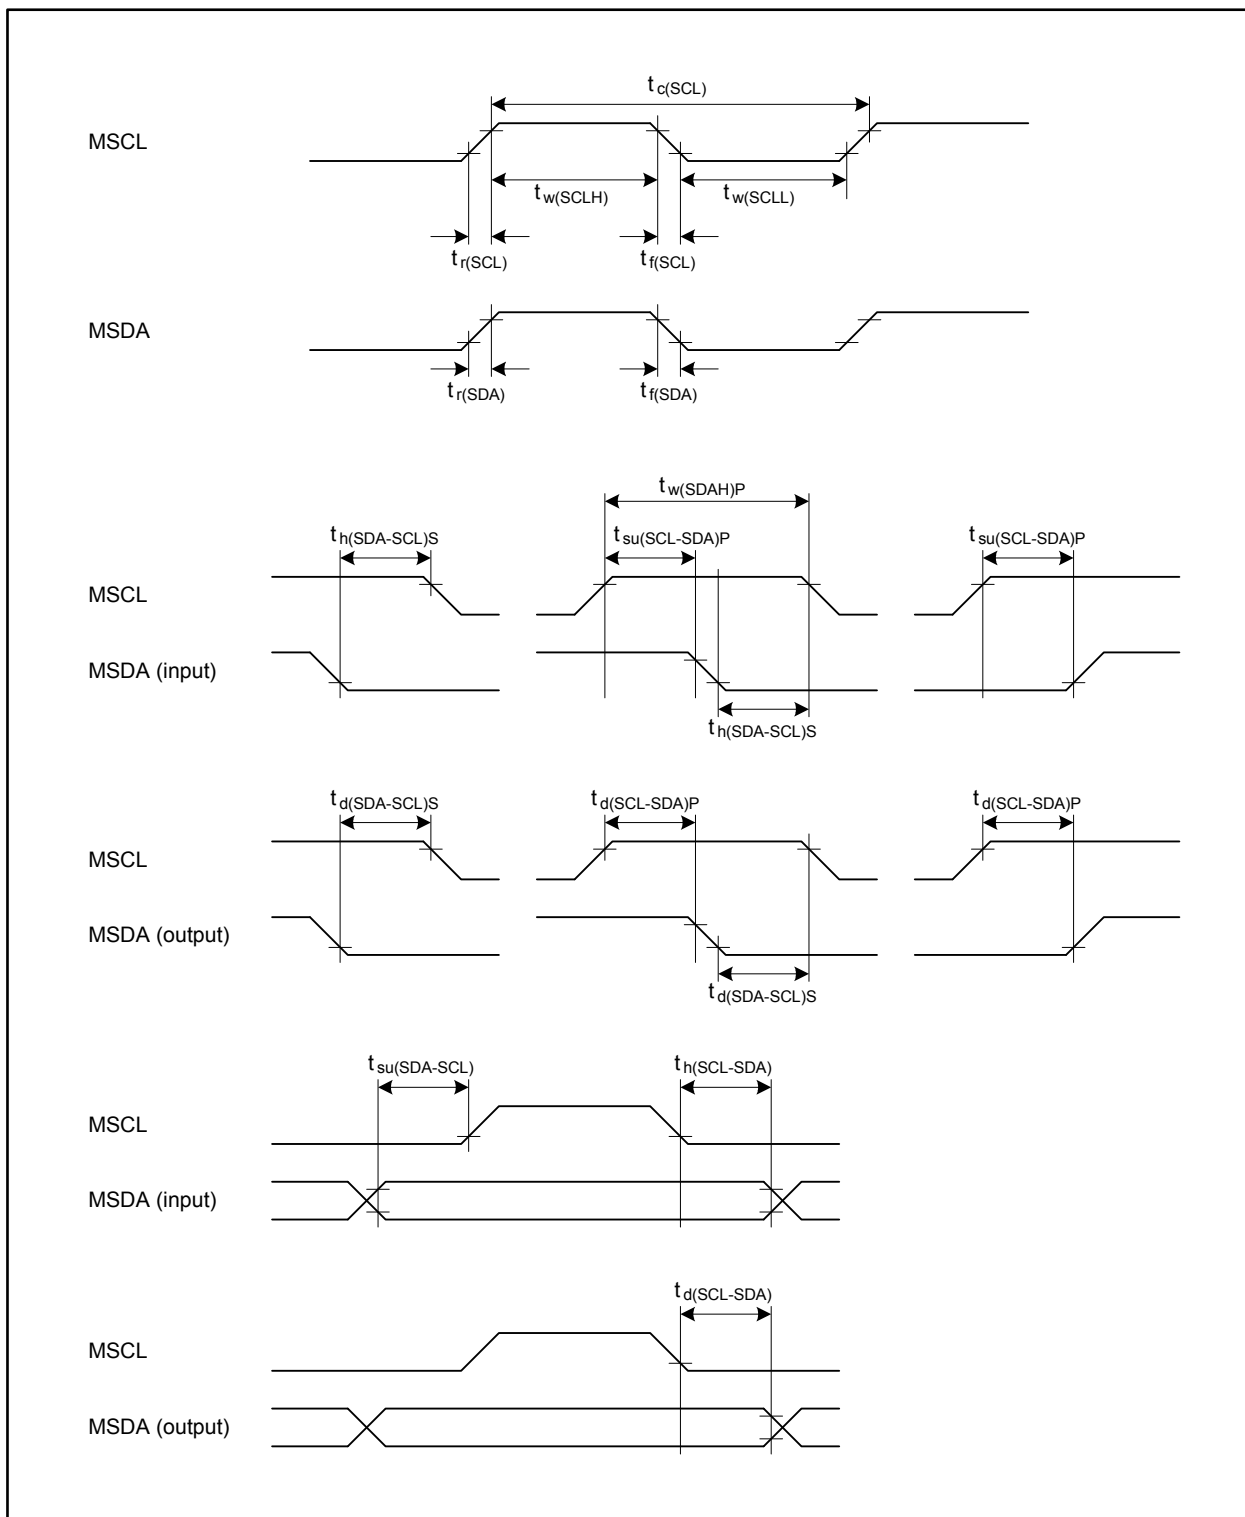 tc(SCL)
MSCL
tw(SCLH) tw(SCLL)
tr(SCL) tf(SCL)
MSDA
tr(SDA) tf(SDA)
tw(SDAH)P
th(SDA-SCL)S tsu(SCL-SDA)P tsu(SCL-SDA)P
MSCL
MSDA (input)
th(SDA-SCL)S
td(SDA-SCL)S td(SCL-SDA)P td(SCL-SDA)P
MSCL
MSDA (output)
td(SDA-SCL)S
tsu(SDA-SCL) th(SCL-SDA)
MSCL
MSDA (input)
td(SCL-SDA)
MSCL
MSDA (output)